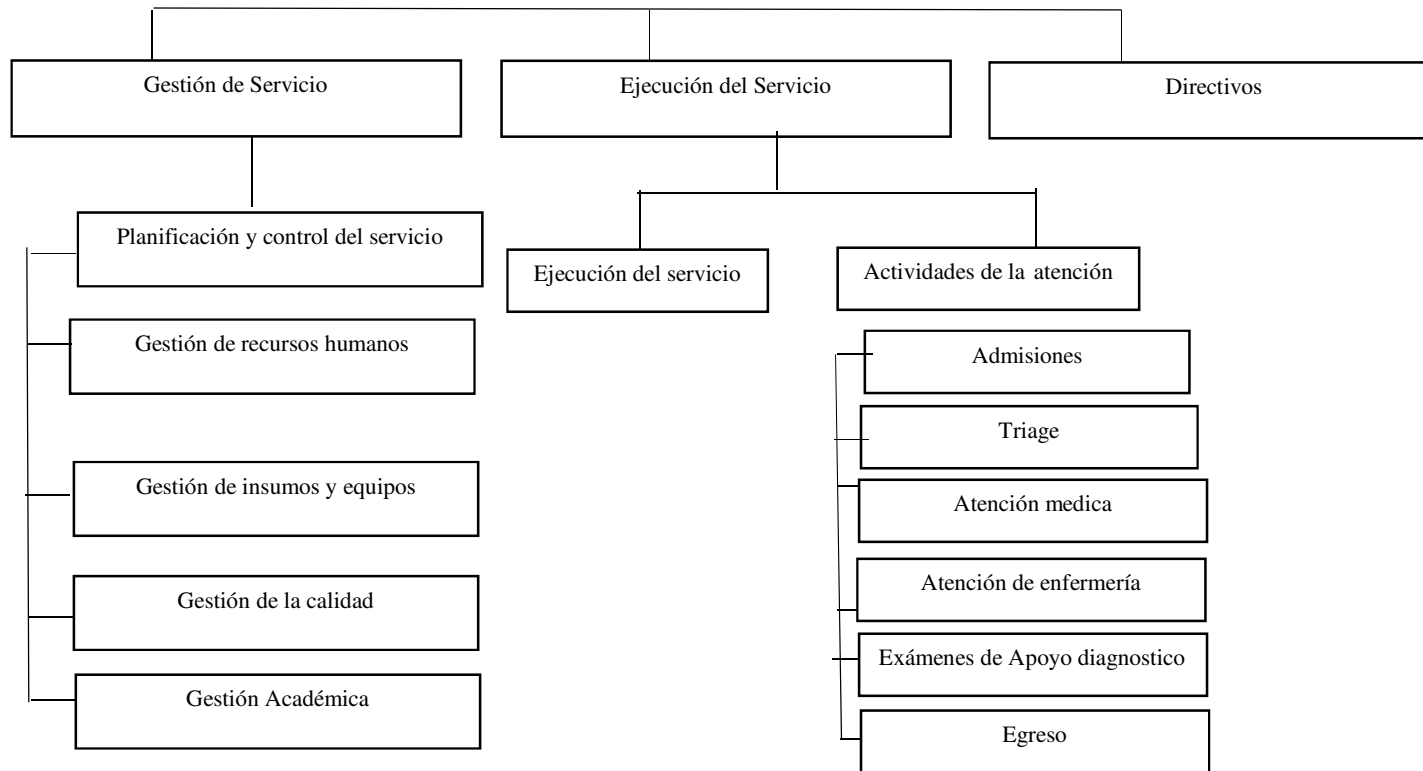 Gestión de Servicio
Ejecución del Servicio
Directivos
Planificación y control del servicio
Gestión de recursos humanos
Gestión de insumos y equipos
Gestión de la calidad
Gestión Académica
Ejecución del servicio
Actividades de la atención
Admisiones
Triage
Atención medica
Atención de enfermería
Exámenes de Apoyo diagnostico
Egreso